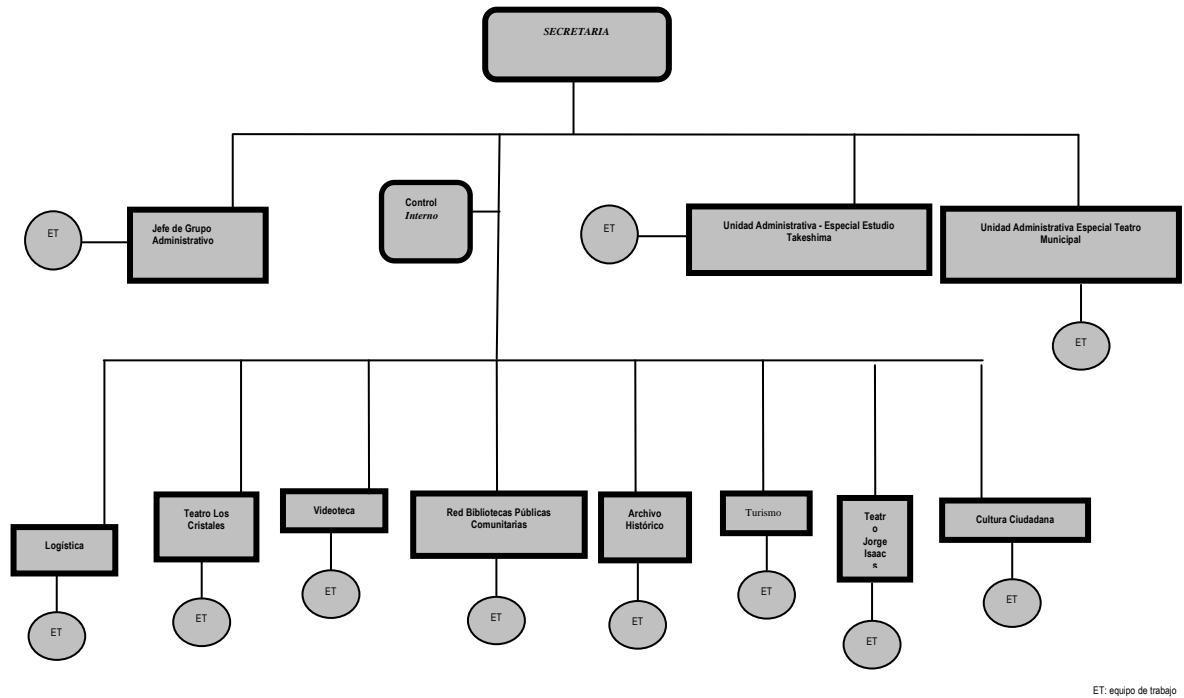 SECRETARIA
Control
Interno
ET
Jefe de Grupo
Administrativo
ET
Unidad Administrativa - Especial Estudio
Takeshima
Unidad Administrativa Especial Teatro
Municipal
ET
Logística
Teatro Los
Cristales
Videoteca
Red Bibliotecas Públicas
Comunitarias
Archivo
Histórico
Turismo
Teatr
o
Jorge
Isaac
s
Cultura Ciudadana
ET
ET
ET
ET
ET
ET
ET
ET
ET: equipo de trabajo